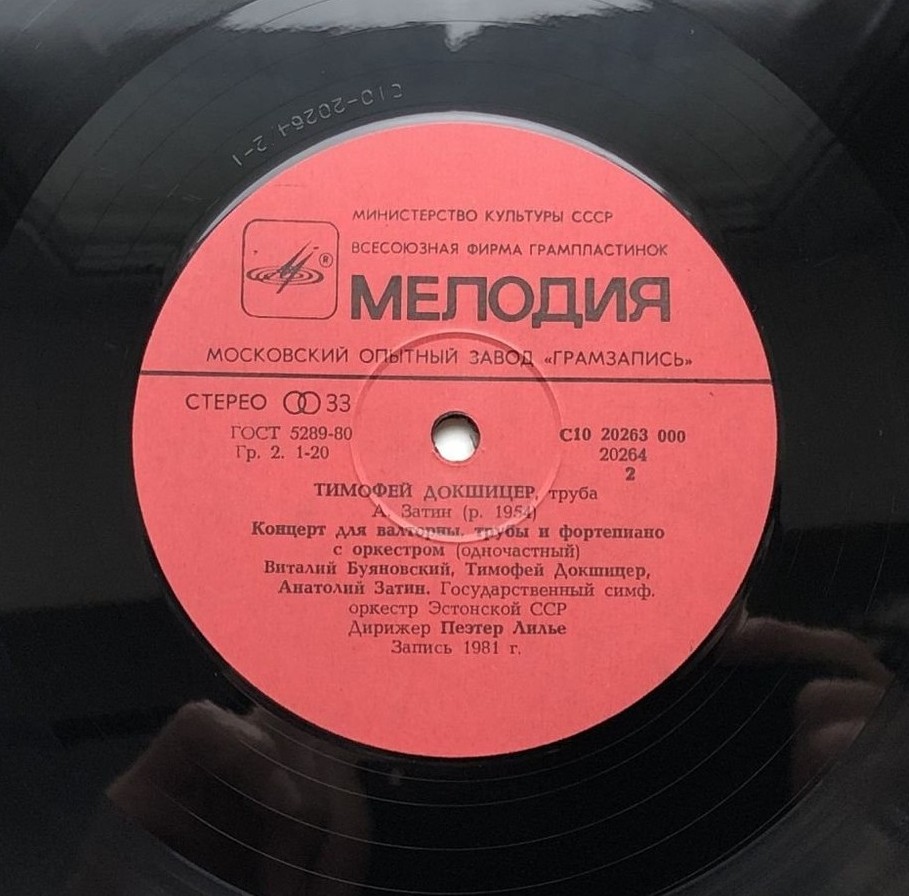 С10-20264 2-1
МИНИСТЕРСТВО КУЛЬТУРЫ СССР
ВСЕСОЮЗНАЯ ФИРМА ГРАМПЛАСТИНОК
®
МЕЛОДИЯ
МОСКОВСКИЙ ОПЫТНЫЙ ЗАВОД «ГРАМЗАПИСЬ»
СТЕРЕО 33
ГОСТ 5289-80
Гр. 2. 1-20
С10 20263 000
20264
2
ТИМОФЕЙ ДОКШИЦЕР, труба
А. Затин (р. 1954)
Концерт для валторны, трубы и фортепиано
с оркестром (одночастный)
Виталий Буяновский, Тимофей Докшицер,
Анатолий Затин. Государственный симф.
оркестр Эстонской ССР
Дирижер Пеэтер Лилье
Запись 1981 г.